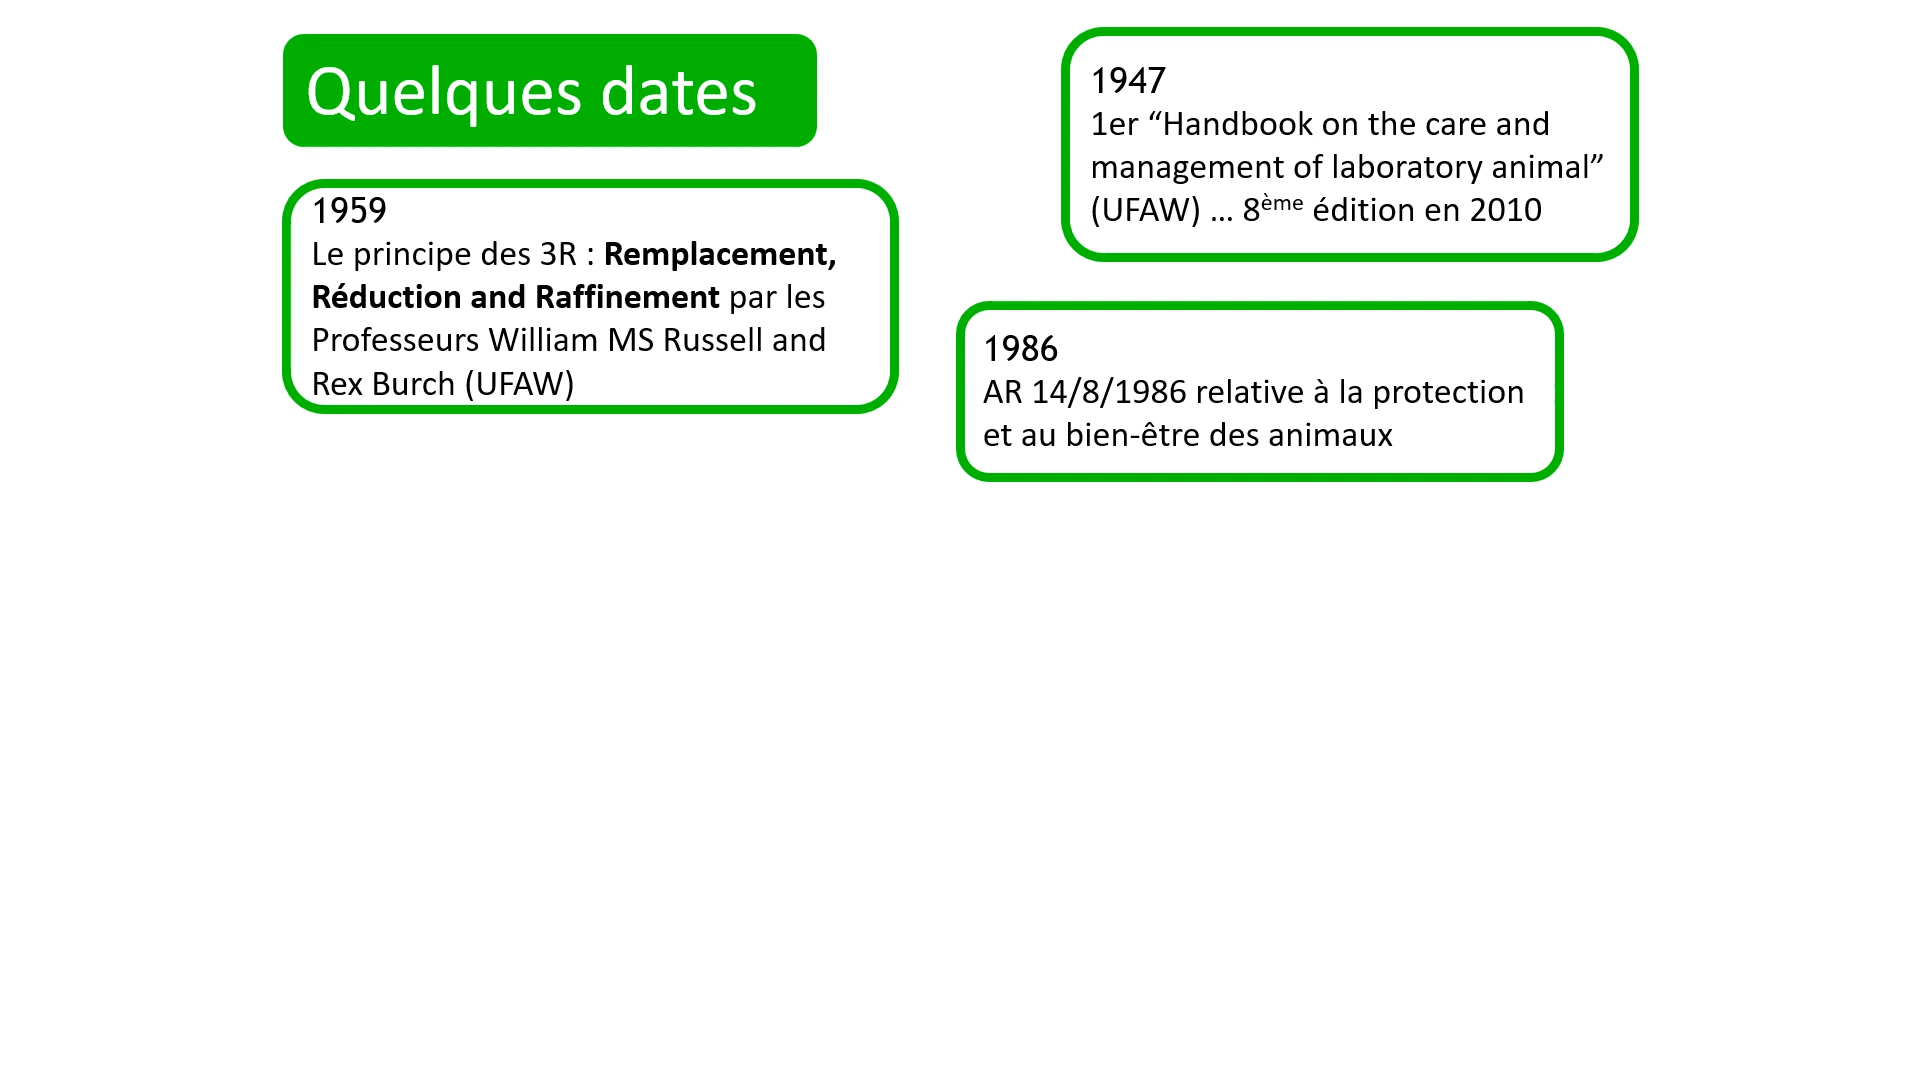 Quelques dates
1947
1er “Handbook on the care and
management of laboratory animal”
(UFAW) ... 8ème édition en 2010
1959
Le principe des 3R : Remplacement,
Réduction and Raffinement par les
Professeurs William MS Russell and
Rex Burch (UFAW)
1986
AR 14/8/1986 relative à la protection
et au bien-être des animaux